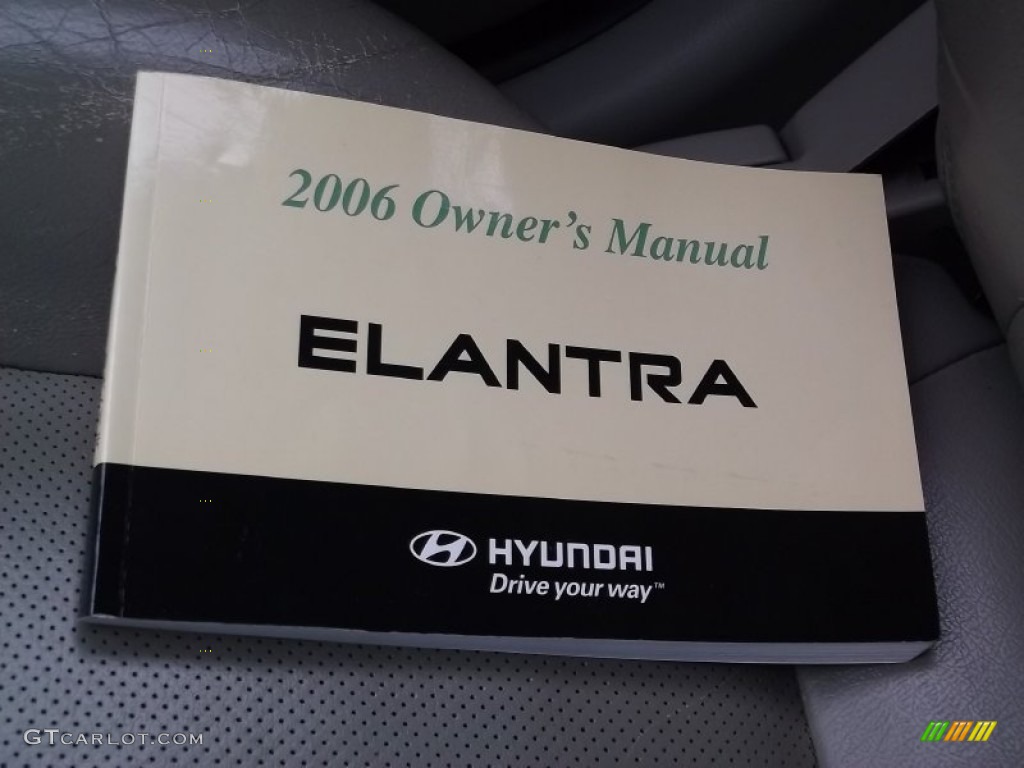 2006 Owner's Manual
ELANTRA
HYUNDAI
Drive your way™
GTCARLOT.COM